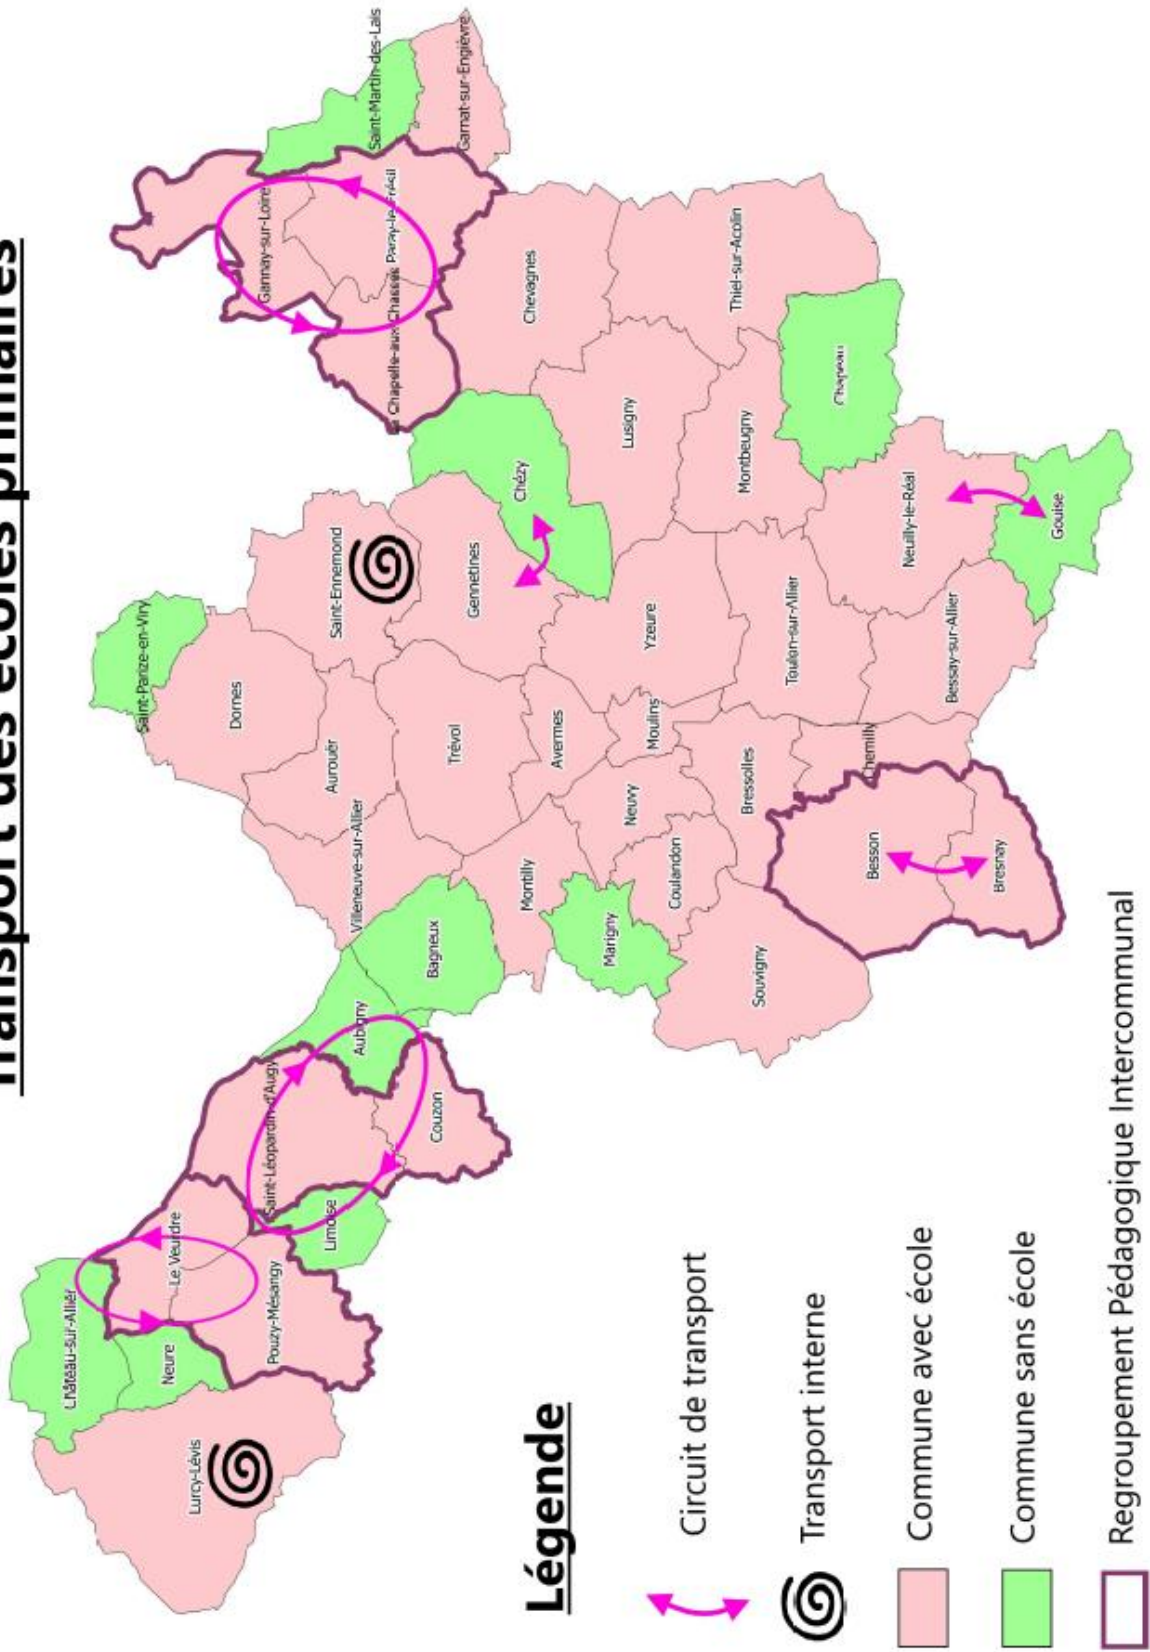 Transport des écoles primaires
Château-sur-Allier
Saint-Parize-en-Viry
Neure
Le Veurdre
Lurcy-Lévis
Dornes
Gannay-sur-Loire
Saint-Léopardin-d'Augy
Pouzy-Mésangy
Limoise
Aurouër
Saint-Ennemond
Villeneuve-sur-Allier
Aubigny
Saint-Martin-des-Lais
La Chapelle-aux-Chasses
Paray-le-Frésil
Bagneux
Couzon
Trévol
Garnat-sur-Engièvre
Gennetines
Chézy
Montilly
Chevagnes
Avermes
Marigny
Neuvy
Lusigny
Yzeure
Moulins
Coulandon
Thiel-sur-Acolin
Montbeugny
Bressolles
Souvigny
Toulon-sur-Allier
Chapeau
Chemilly
Besson
Neuilly-le-Réal
Bessay-sur-Allier
Bresnay
Gouise
Légende
Circuit de transport
Transport interne
Commune avec école
Commune sans école
Regroupement Pédagogique Intercommunal